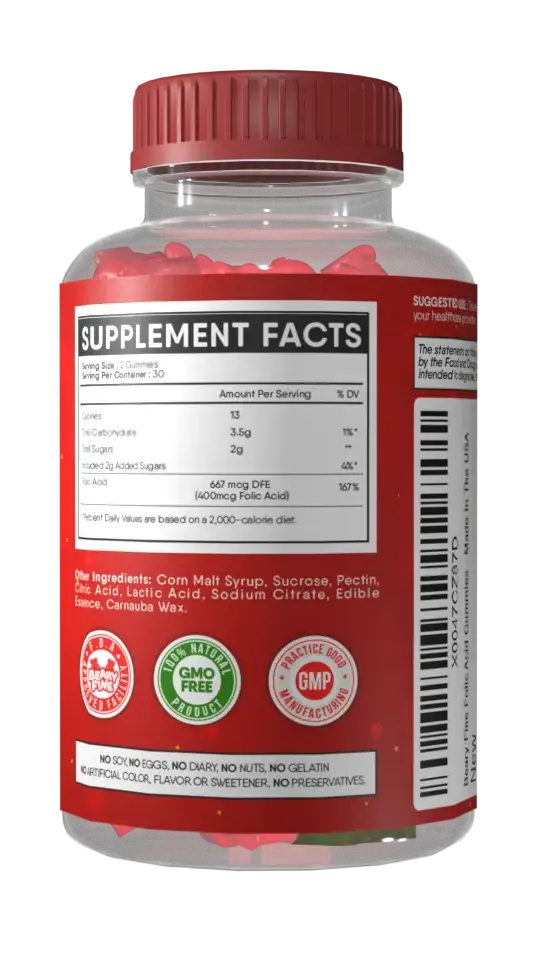 SUPPLEMENT FACTS
Serving Size : 2 Gummies
Serving Per Container : 30
Amount Per Serving % DV
Calories 13
Total Carbohydrate 3.5g 1%*
Total Sugars 2g **
Included 2g Added Sugars 4%*
Folic Acid 667 mcg DFE 167%
(400mcg Folic Acid)
*Percent Daily Values are based on a 2,000-calorie diet.
Other Ingredients: Corn Malt Syrup, Sucrose, Pectin,
Citric Acid, Lactic Acid, Sodium Citrate, Edible
Essence, Carnauba Wax.
F.D.A
BEARY
FINE
FACILITY
100% NATURAL
GMO
FREE
PRODUCT
PRACTICE GOOD
GMP
MANUFACTURING
NO SOY, NO EGGS, NO DIARY, NO NUTS, NO GELATIN
NO ARTIFICIAL COLOR, FLAVOR OR SWEETENER, NO PRESERVATIVES.
SUGGESTED USE:
your healthcare
The statements on
by the Food and Drug
intended to diagnose,
X0047CZ87D
Beary Fine Folic Acid Gummies Made In The USA
New